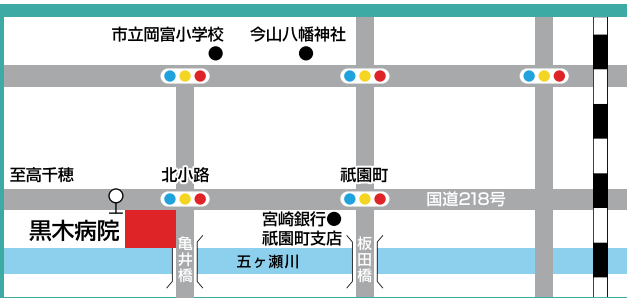 市立岡富小学校
今山八幡神社
至高千穂
北小路
祇園町
国道218号
黒木病院
宮崎銀行
祇園町支店
亀井橋
板田橋
五ヶ瀬川